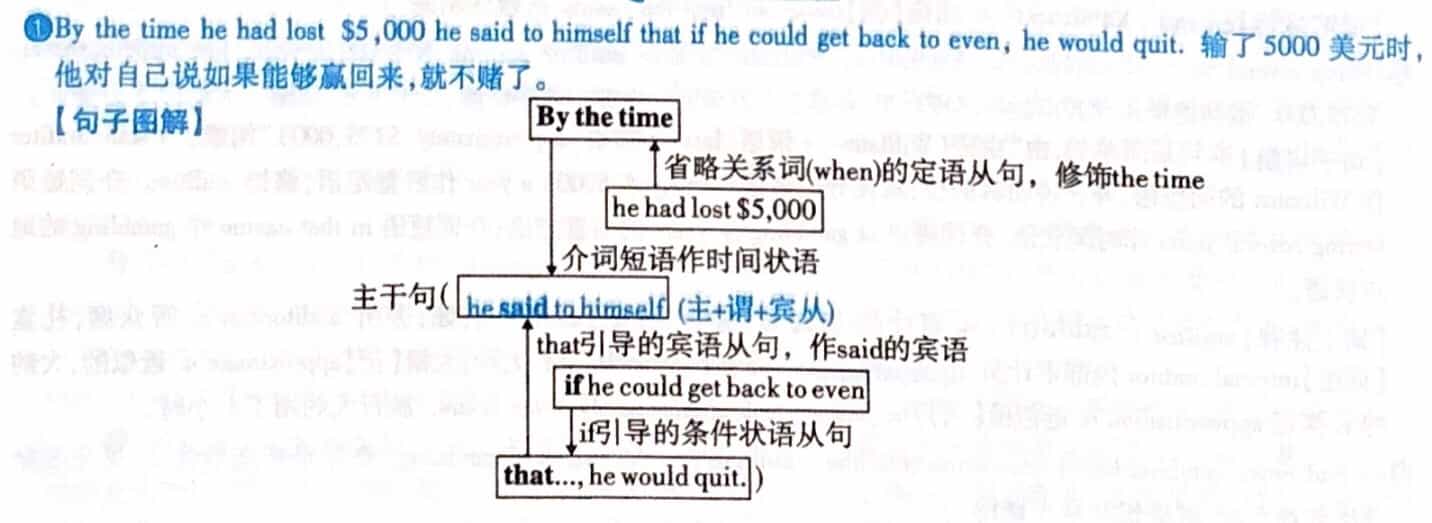 ①By the time he had lost $5,000 he said to himself that if he could get back to even, he would quit. 输了 5000 美元时,
他对自己说如果能够赢回来,就不赌了。
【句子图解】
By the time
省略关系词(when)的定语从句，修饰the time
he had lost $5,000
介词短语作时间状语
主干句( he said to himself (主+谓+宾从)
that引导的宾语从句，作said的宾语
if he could get back to even
if引导的条件状语从句
that..., he would quit. )